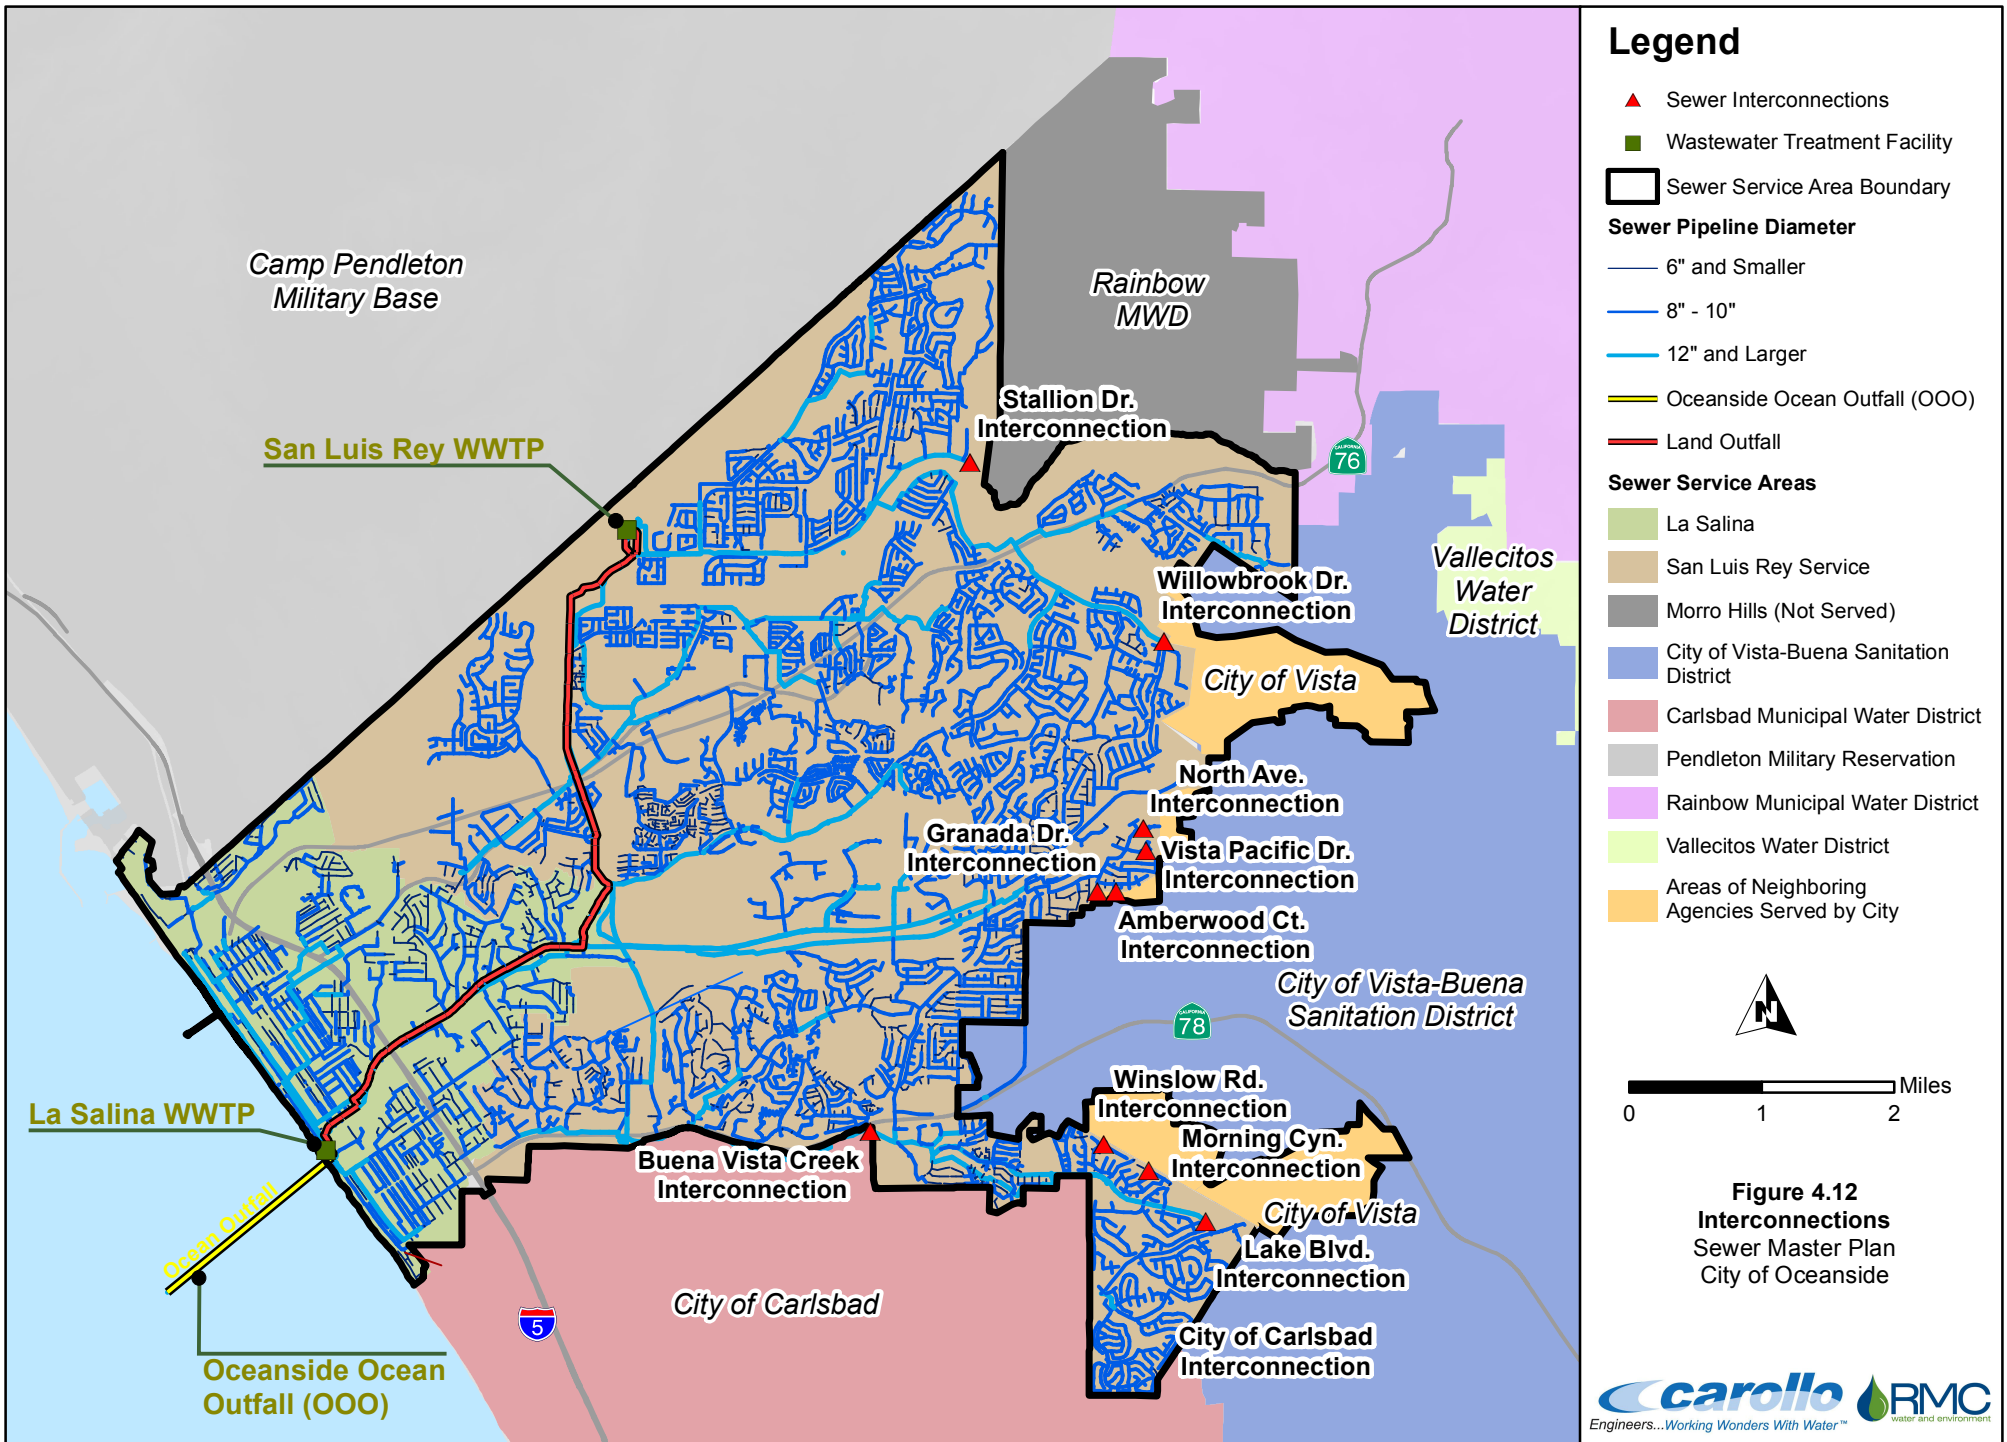 Camp Pendleton
Military Base
Rainbow
MWD
Stallion Dr.
Interconnection
San Luis Rey WWTP
CALIFORNIA
76
Vallecitos
Water
District
Willowbrook Dr.
Interconnection
City of Vista
North Ave.
Interconnection
Granada Dr.
Interconnection
Vista Pacific Dr.
Interconnection
Amberwood Ct.
Interconnection
City of Vista-Buena
Sanitation District
CALIFORNIA
78
Winslow Rd.
Interconnection
La Salina WWTP
Morning Cyn.
Interconnection
Buena Vista Creek
Interconnection
City of Vista
Ocean Outfall
Lake Blvd.
Interconnection
City of Carlsbad
5
City of Carlsbad
Interconnection
Oceanside Ocean
Outfall (OOO)
Legend
Sewer Interconnections
Wastewater Treatment Facility
Sewer Service Area Boundary
Sewer Pipeline Diameter
6" and Smaller
8" - 10"
12" and Larger
Oceanside Ocean Outfall (OOO)
Land Outfall
Sewer Service Areas
La Salina
San Luis Rey Service
Morro Hills (Not Served)
City of Vista-Buena Sanitation
District
Carlsbad Municipal Water District
Pendleton Military Reservation
Rainbow Municipal Water District
Vallecitos Water District
Areas of Neighboring
Agencies Served by City
N
Miles
0 1 2
Figure 4.12
Interconnections
Sewer Master Plan
City of Oceanside
carollo
Engineers...Working Wonders With Water™
RMC
water and environment